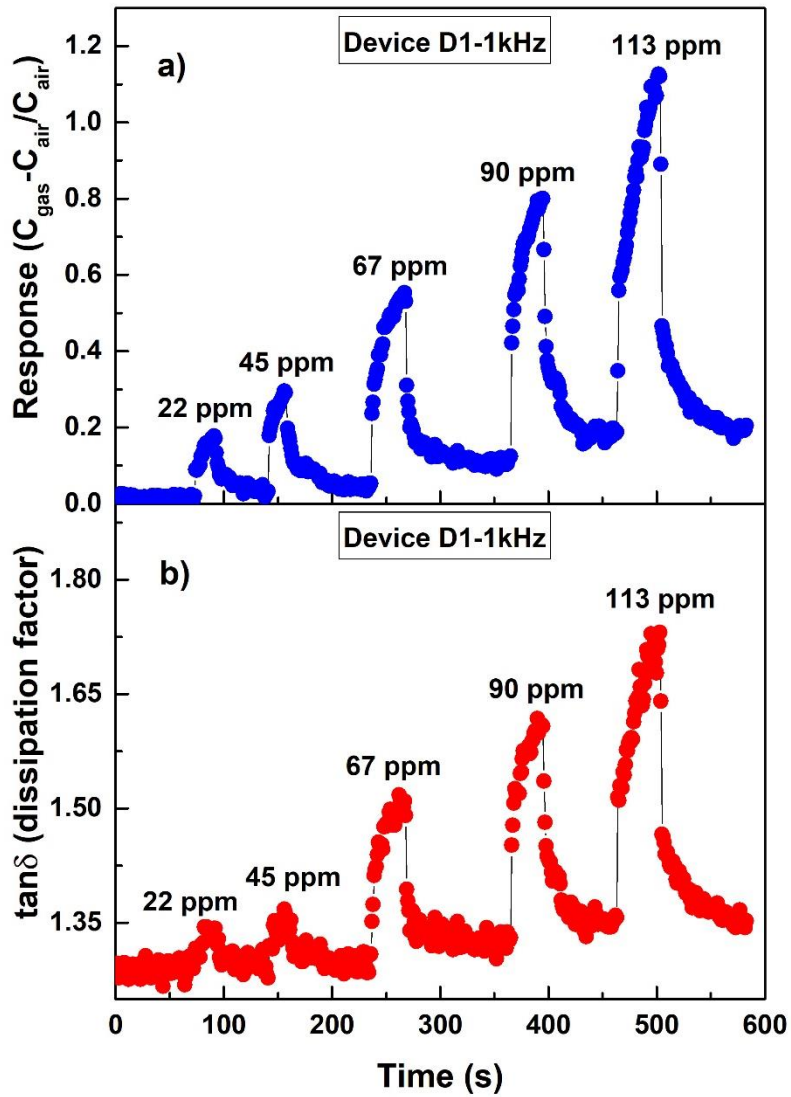 Device D1-1kHz
a)
113 ppm
90 ppm
67 ppm
45 ppm
22 ppm
1.2
1.0
0.8
0.6
0.4
0.2
0.0
Response (C_gas-C_air/C_air)
Device D1-1kHz
b)
113 ppm
90 ppm
67 ppm
45 ppm
22 ppm
1.80
1.65
1.50
1.35
tanδ (dissipation factor)
0 100 200 300 400 500 600
Time (s)